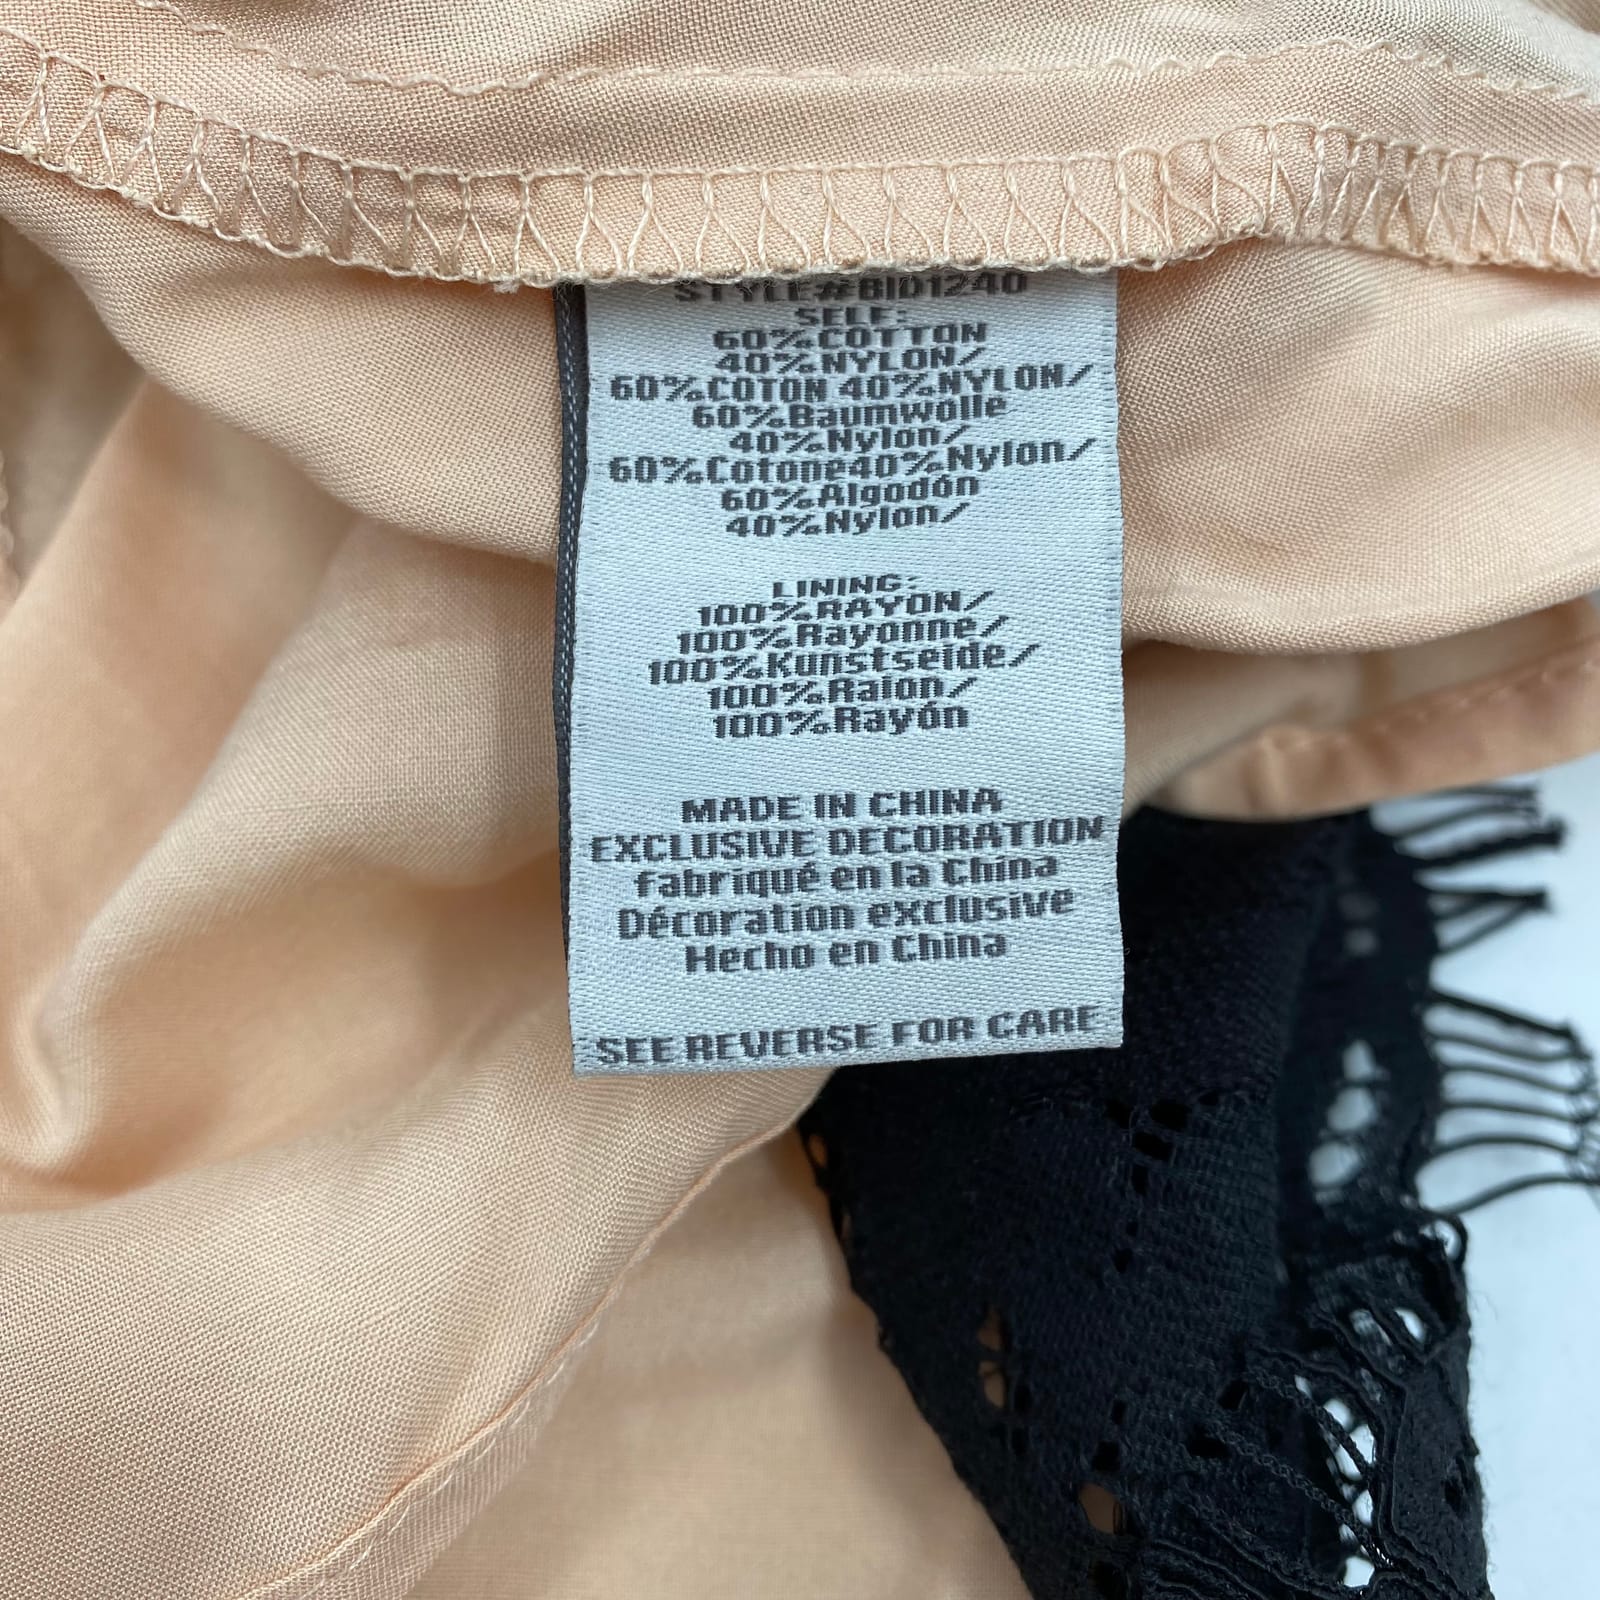 STYLE#BID1240
SELF:
60%COTTON
40%NYLON/
60%COTON 40%NYLON/
60%Baumwolle
40%Nylon/
60%Cotone40%Nylon/
60%Algodón
40%Nylon/
LINING:
100%RAYON/
100%Rayonne/
100%Kunstseide/
100%Raion/
100%Rayón
MADE IN CHINA
EXCLUSIVE DECORATION
fabriqué en la China
Décoration exclusive
Hecho en China
SEE REVERSE FOR CARE